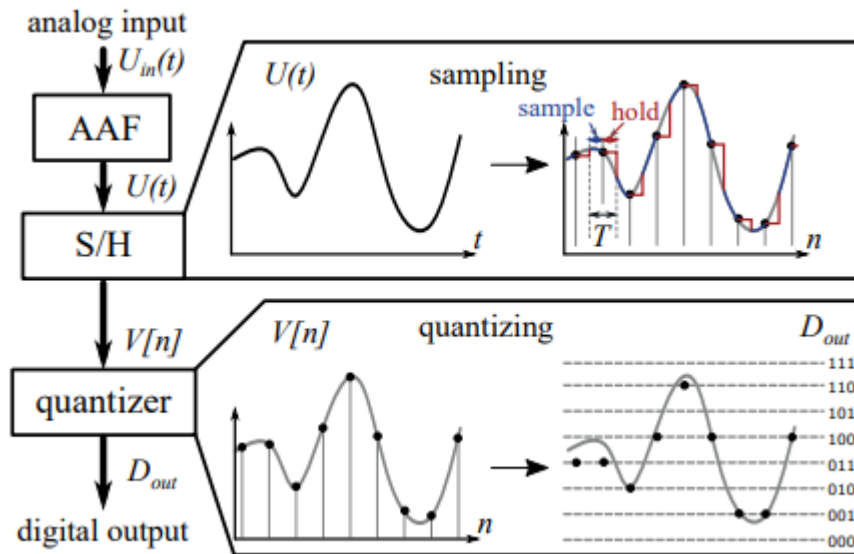 analog input
U_in(t)
AAF
U(t)
S/H
V[n]
quantizer
D_out
digital output
U(t)
sampling
t
sample
hold
T
n
V[n]
quantizing
D_out
n
111
110
101
100
011
010
001
000